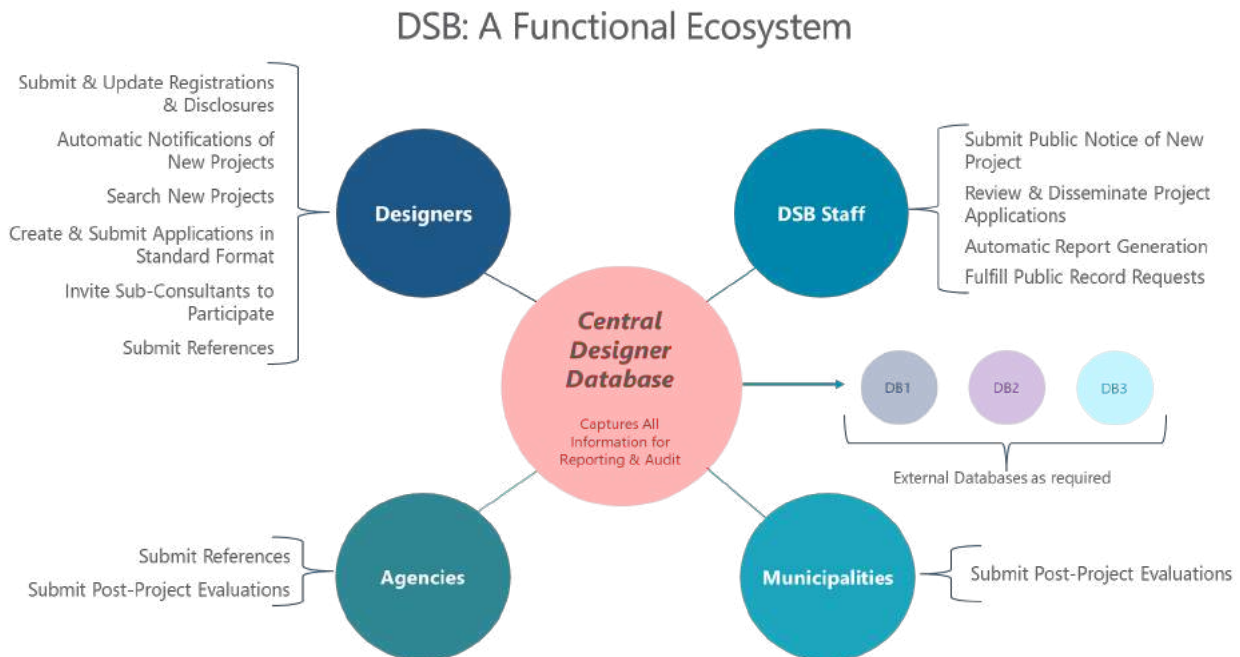 DSB: A Functional Ecosystem
Submit & Update Registrations
& Disclosures
Automatic Notifications of
New Projects
Search New Projects
Create & Submit Applications in
Standard Format
Invite Sub-Consultants to
Participate
Submit References
Designers
DSB Staff
Submit Public Notice of New
Project
Review & Disseminate Project
Applications
Automatic Report Generation
Fulfill Public Record Requests
Central
Designer
Database
Captures All
Information for
Reporting & Audit
DB1
DB2
DB3
External Databases as required
Submit References
Submit Post-Project Evaluations
Agencies
Municipalities
Submit Post-Project Evaluations